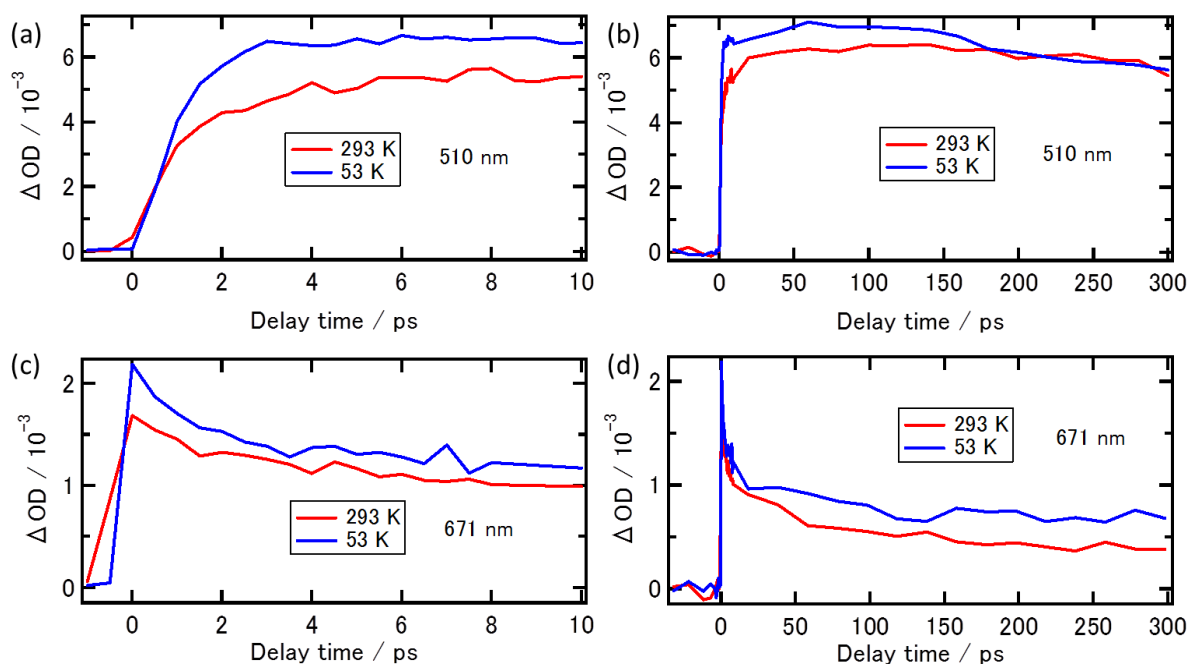 (a)
6
4
2
0
Δ OD / 10⁻³
293 K
53 K
510 nm
0 2 4 6 8 10
Delay time / ps
(b)
6
4
2
0
Δ OD / 10⁻³
293 K
53 K
510 nm
0 50 100 150 200 250 300
Delay time / ps
(c)
2
1
0
Δ OD / 10⁻³
293 K
53 K
671 nm
0 2 4 6 8 10
Delay time / ps
(d)
2
1
0
Δ OD / 10⁻³
293 K
53 K
671 nm
0 50 100 150 200 250 300
Delay time / ps